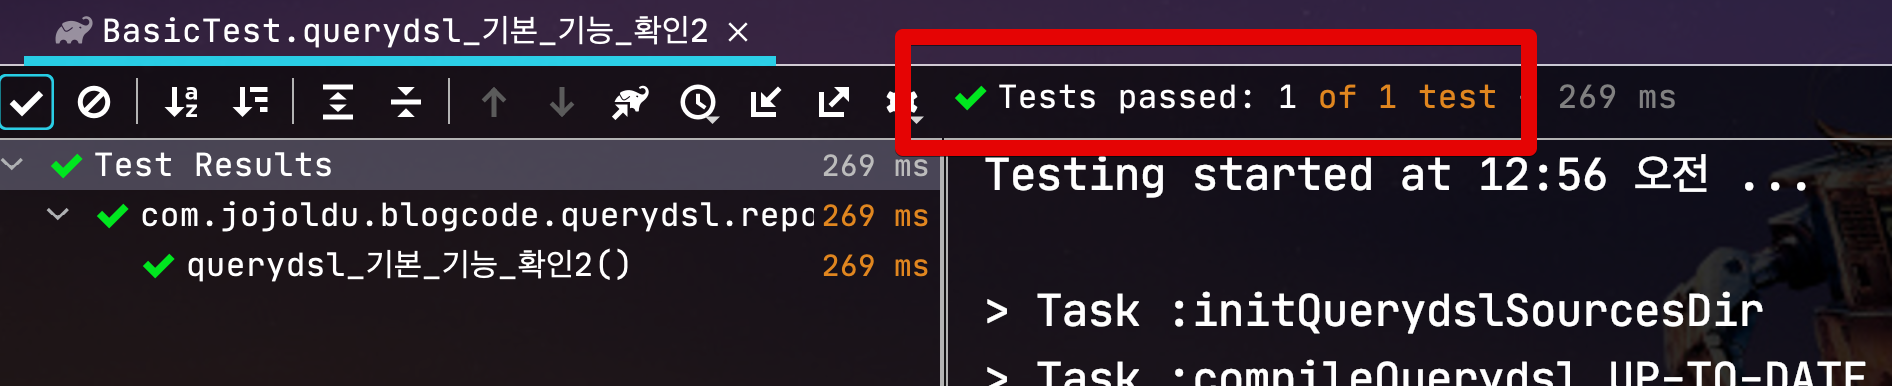 BasicTest.querydsl_기본_기능_확인2
Tests passed: 1 of 1 test 269 ms
Test Results 269 ms
com.jojoldu.blogcode.querydsl.repo 269 ms
querydsl_기본_기능_확인2() 269 ms
Testing started at 12:56 오전 ...
> Task :initQuerydslSourcesDir
> Task :compileQuerydsl UP-TO-DATE